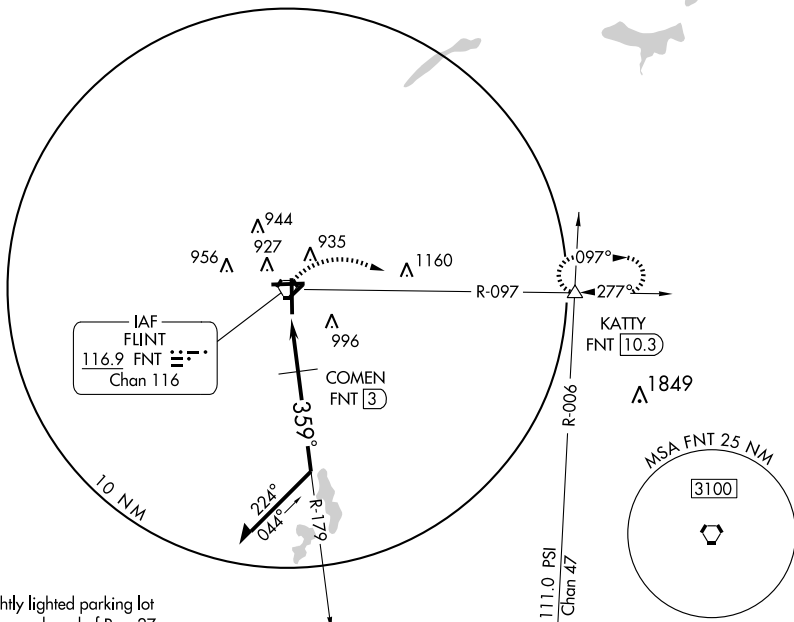 944
956
927
935
1160
097°
R-097
277°
IAF
FLINT
116.9 FNT
Chan 116
996
KATTY
FNT 10.3
COMEN
FNT 3
1849
R-006
359°
MSA FNT 25 NM
3100
10 NM
224°
044°
R-179
111.0 PSI
Chan 47
lighted parking lot